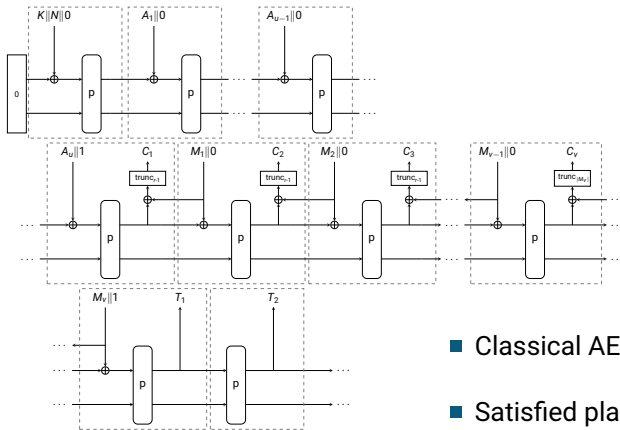 K‖N‖0 A₁‖0 Aᵤ₋₁‖0
0 p p ··· ··· p ···
···
Aᵤ‖1 C₁ M₁‖0 C₂ M₂‖0 C₃ Mᵥ₋₁‖0 Cᵥ
truncᵣ₋₁ truncᵣ₋₁ truncᵣ₋₁ trunc|Mᵥ|
··· p p p ··· ··· p ···
Mᵥ‖1 T₁ T₂
··· p p ···
Classical AE
Satisfied pla